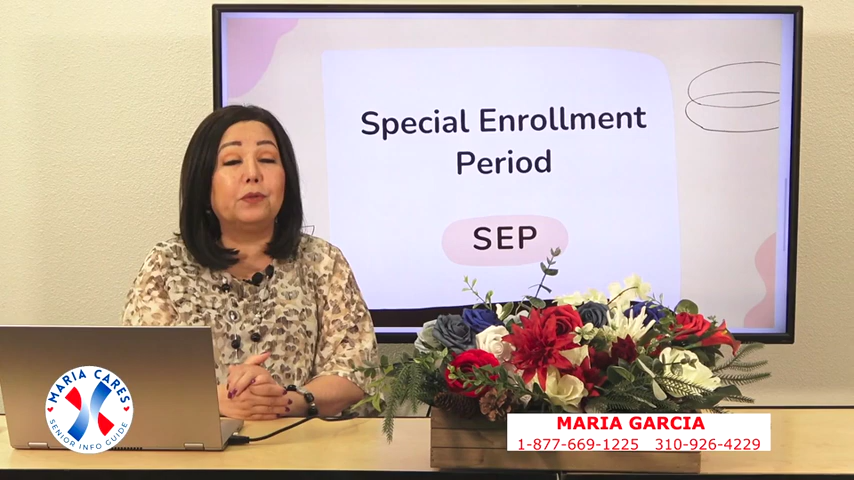 Special Enrollment
Period
SEP
MARIA CARES
SENIOR INFO GUIDE
MARIA GARCIA
1-877-669-1225 310-926-4229